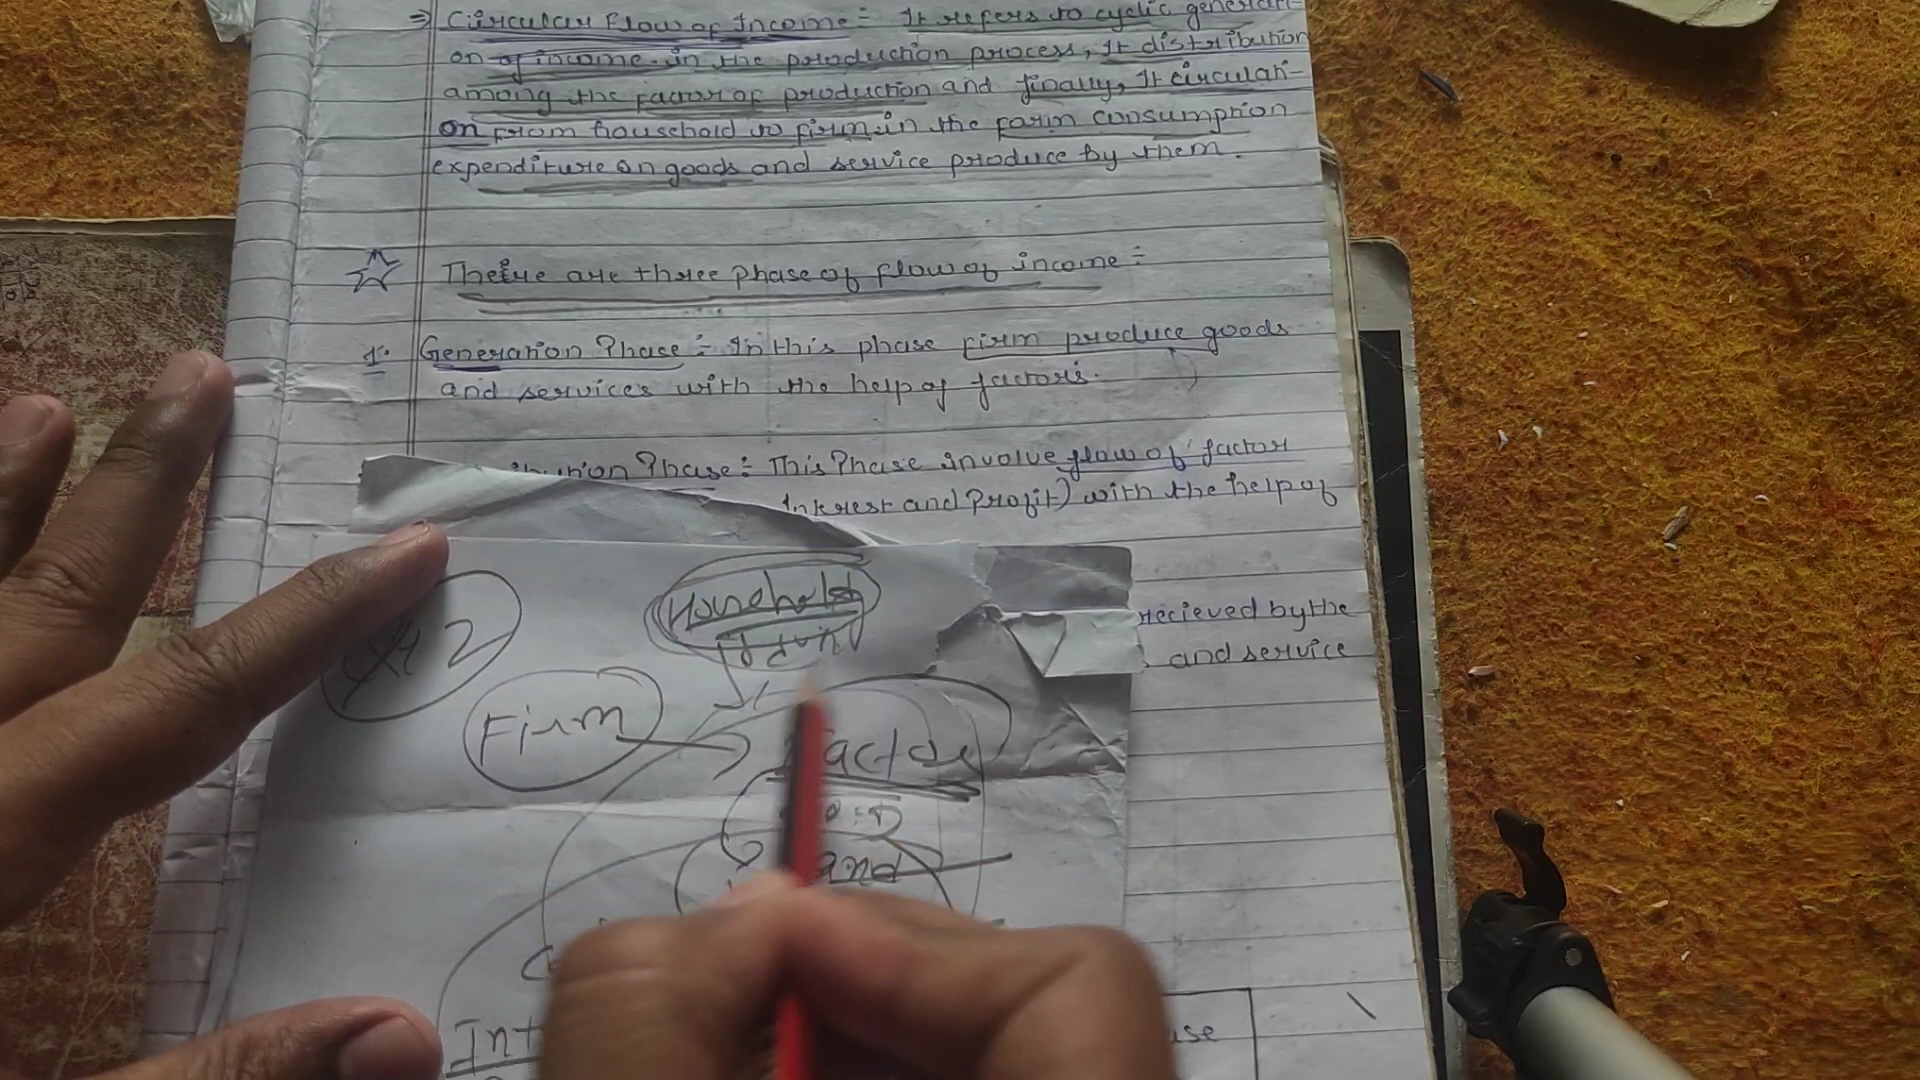 ⇒ Circular Flow of Income:- It refers to cyclic generati-
on of income in the production process, It distribution
among the factor of production and finally, It circulati-
on from household to firm in the farm consumption
expenditure on goods and service produce by them.
☆ There are three phase of flow of income:-
1. Generation Phase:- In this phase firm produce goods
and services with the help of factors.
Phase:- This Phase involve flow of factor
Interest and Profit) with the help of
Household
recieved by the
and service
Firm
Factor
and
Int
use